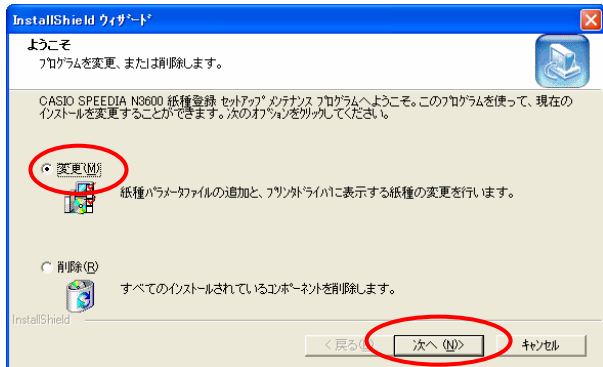 InstallShield ウィザード
ようこそ
プログラムを変更、または削除します。
CASIO SPEEDIA N3600 紙種登録 セットアップ メンテナンス プログラムへようこそ。このプログラムを使って、現在の
インストールを変更することができます。次のオプションをクリックしてください。
変更(M)
紙種パラメータファイルの追加と、プリンタドライバに表示する紙種の変更を行います。
削除(R)
すべてのインストールされているコンポーネントを削除します。
InstallShield
< 戻る(
次へ (N)>
キャンセル